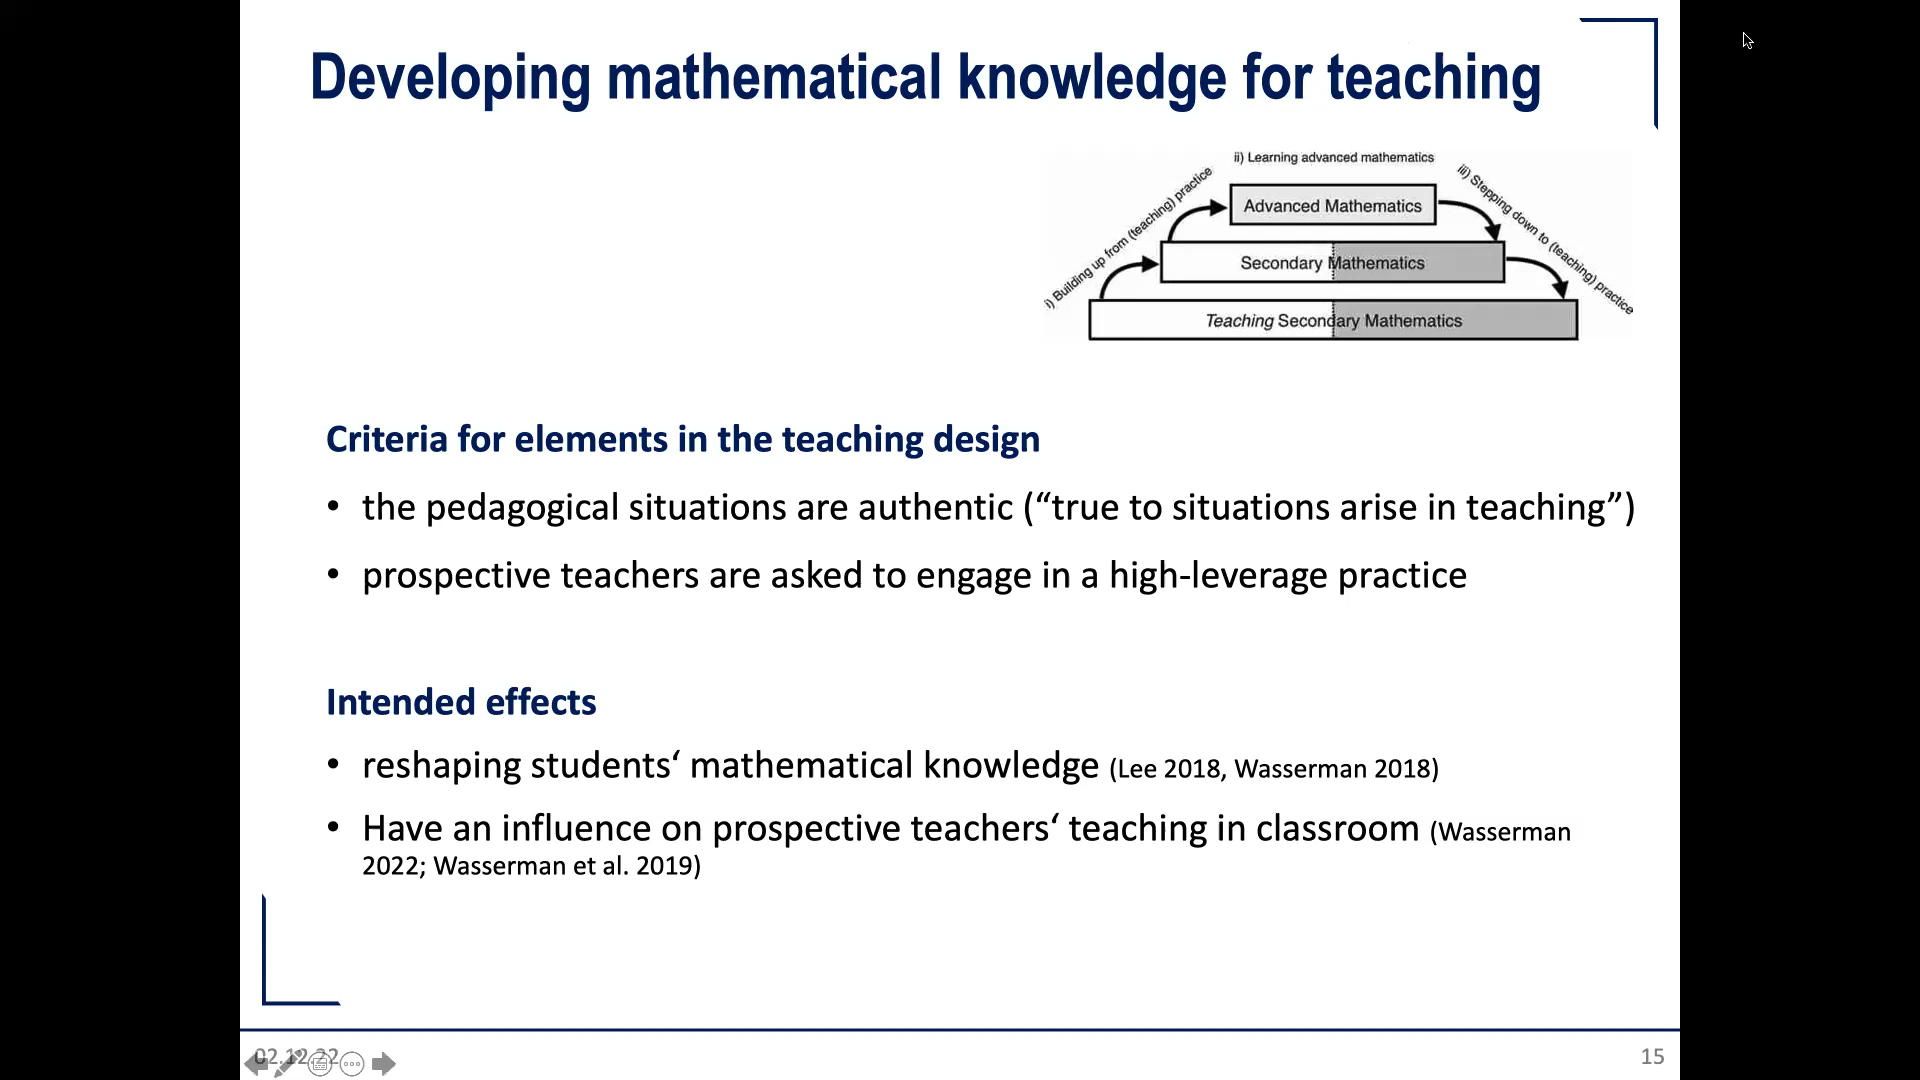 Developing mathematical knowledge for teaching
ii) Learning advanced mathematics
i) Building up from (teaching) practice
iii) Stepping down to (teaching) practice
Advanced Mathematics
Secondary Mathematics
Teaching Secondary Mathematics
Criteria for elements in the teaching design
• the pedagogical situations are authentic (“true to situations arise in teaching”)
• prospective teachers are asked to engage in a high-leverage practice
Intended effects
• reshaping students‘ mathematical knowledge (Lee 2018, Wasserman 2018)
• Have an influence on prospective teachers‘ teaching in classroom (Wasserman
2022; Wasserman et al. 2019)
02.12.22
15